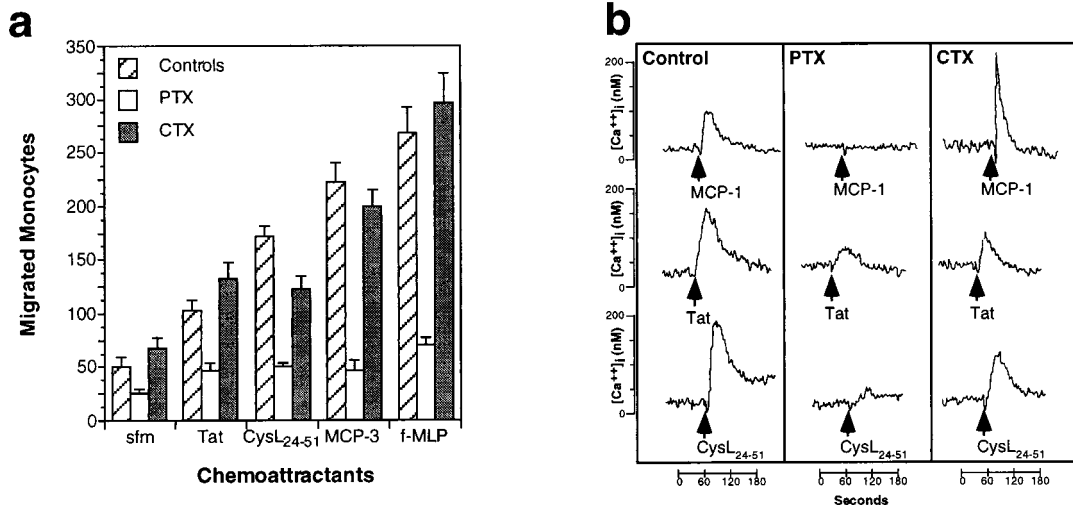 a
350
300
250
200
150
100
50
0
Migrated Monocytes
Controls
PTX
CTX
sfm Tat CysL24-51 MCP-3 f-MLP
Chemoattractants
b
Control PTX CTX
200
100
0
[Ca++]i (nM)
MCP-1 MCP-1 MCP-1
200
100
0
[Ca++]i (nM)
Tat Tat Tat
200
100
0
[Ca++]i (nM)
CysL24-51 CysL24-51 CysL24-51
0 60 120 180 0 60 120 180 0 60 120 180
Seconds